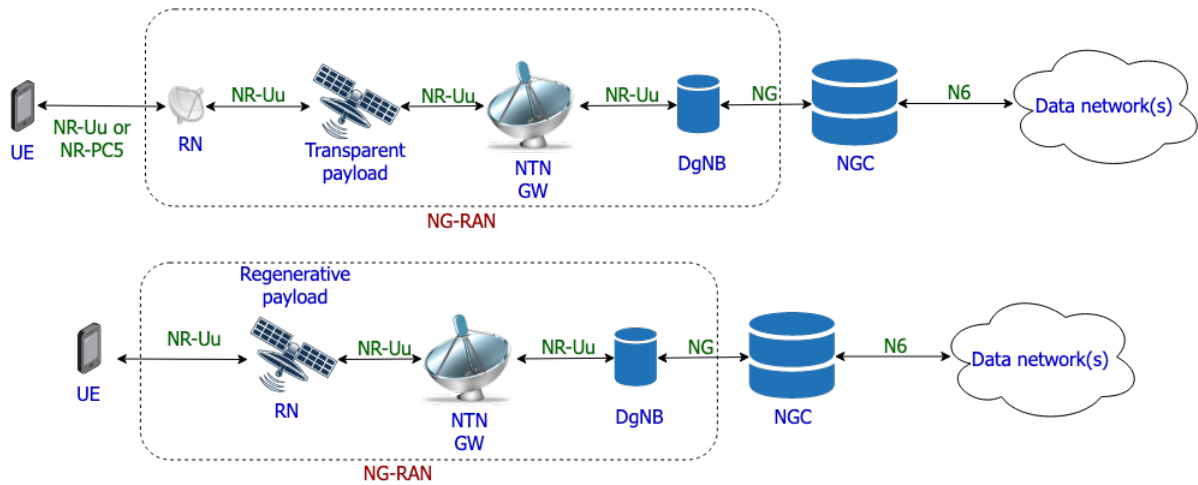 NR-Uu
NR-Uu
NR-Uu
NG
N6
NR-Uu or
NR-PC5
UE
RN
Transparent
payload
NTN
GW
DgNB
NGC
Data network(s)
NG-RAN
Regenerative
payload
NR-Uu
NR-Uu
NR-Uu
NG
N6
UE
RN
NTN
GW
DgNB
NGC
Data network(s)
NG-RAN